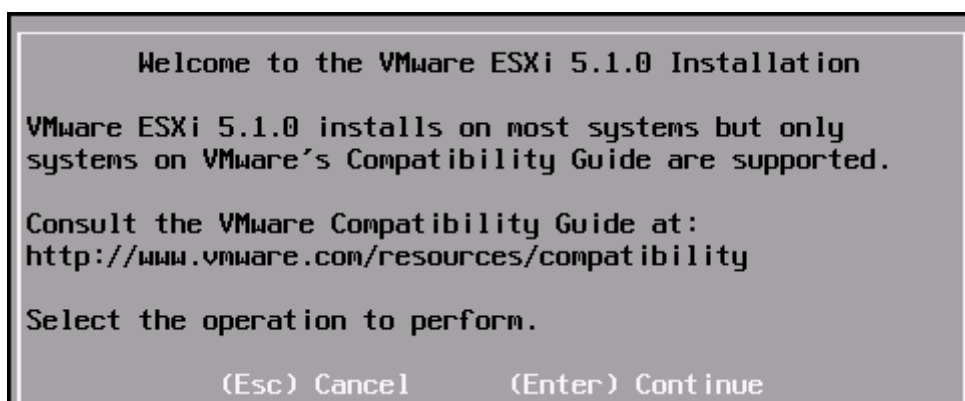 Welcome to the VMware ESXi 5.1.0 Installation
VMware ESXi 5.1.0 installs on most systems but only
systems on VMware's Compatibility Guide are supported.
Consult the VMware Compatibility Guide at:
http://www.vmware.com/resources/compatibility
Select the operation to perform.
(Esc) Cancel (Enter) Continue